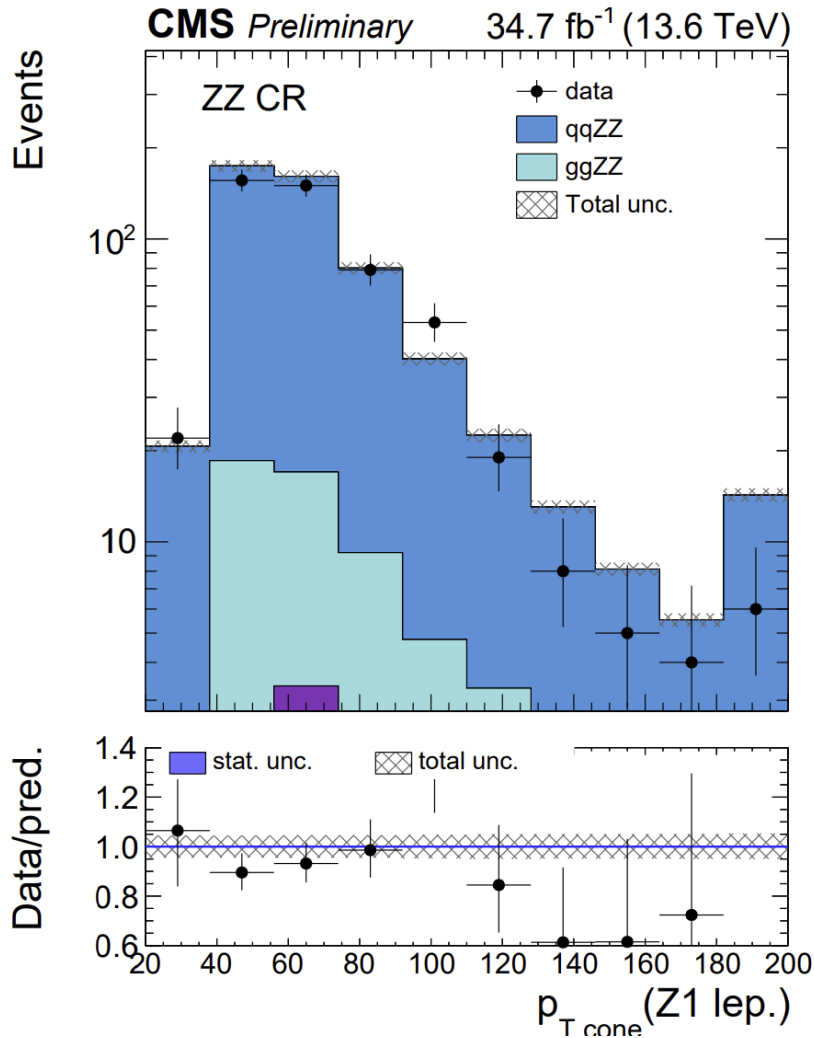 CMS Preliminary 34.7 fb⁻¹ (13.6 TeV)
ZZ CR
data
qqZZ
ggZZ
Total unc.
Events
10²
10
stat. unc. total unc.
Data/pred.
1.4
1.2
1.0
0.8
0.6
20 40 60 80 100 120 140 160 180 200
p_T cone (Z1 lep.)